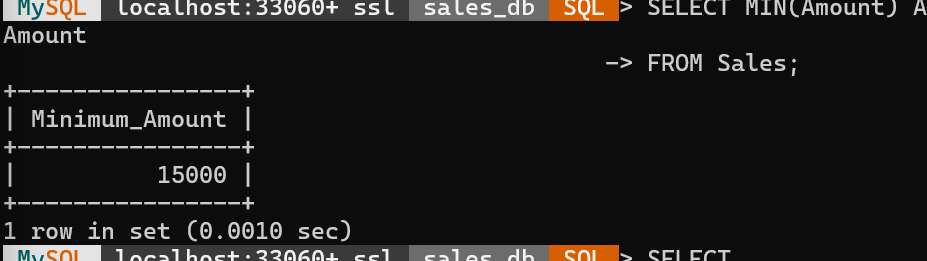 MySQL localhost:33060+ ssl sales_db SQL > SELECT MIN(Amount) A
Amount
-> FROM Sales;
+----------------+
| Minimum_Amount |
+----------------+
|          15000 |
+----------------+
1 row in set (0.0010 sec)
MySQL localhost:33060+ ssl sales_db SQL > SELECT